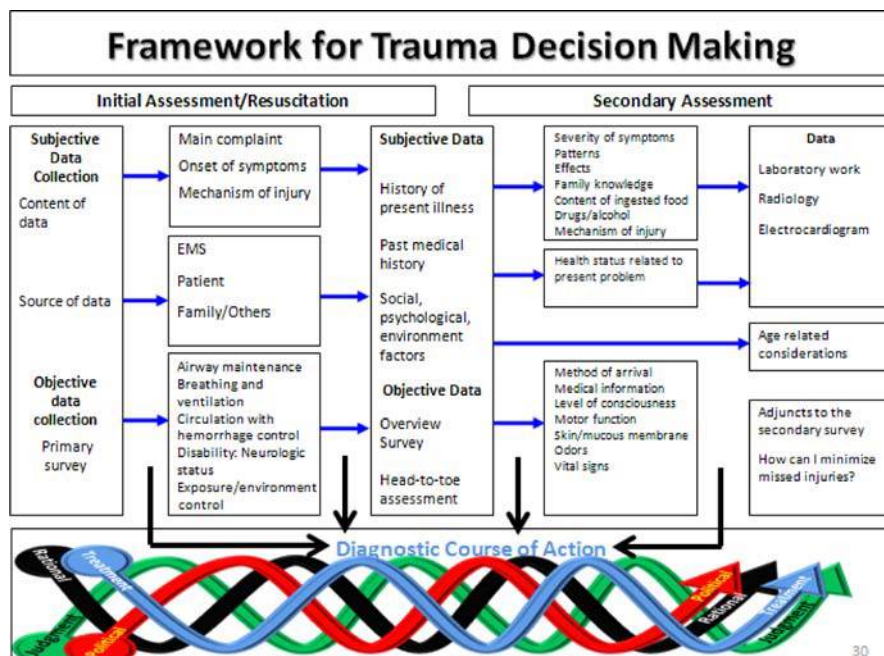 Framework for Trauma Decision Making
Initial Assessment/Resuscitation
Secondary Assessment
Subjective
Data
Collection
Content of
data
Source of data
Objective
data
collection
Primary
survey
Main complaint
Onset of symptoms
Mechanism of injury
EMS
Patient
Family/Others
Airway maintenance
Breathing and
ventilation
Circulation with
hemorrhage control
Disability: Neurologic
status
Exposure/environment
control
Subjective Data
History of
present illness
Past medical
history
Social,
psychological,
environment
factors
Objective Data
Overview
Survey
Head-to-toe
assessment
Severity of symptoms
Patterns
Effects
Family knowledge
Content of ingested food
Drugs/alcohol
Mechanism of injury
Health status related to
present problem
Method of arrival
Medical information
Level of consciousness
Motor function
Skin/mucous membrane
Odors
Vital signs
Data
Laboratory work
Radiology
Electrocardiogram
Age related
considerations
Adjuncts to the
secondary survey
How can I minimize
missed injuries?
Diagnostic Course of Action
Rational
Treatment
Judgment
Political
Political
Rational
Treatment
Judgment
30